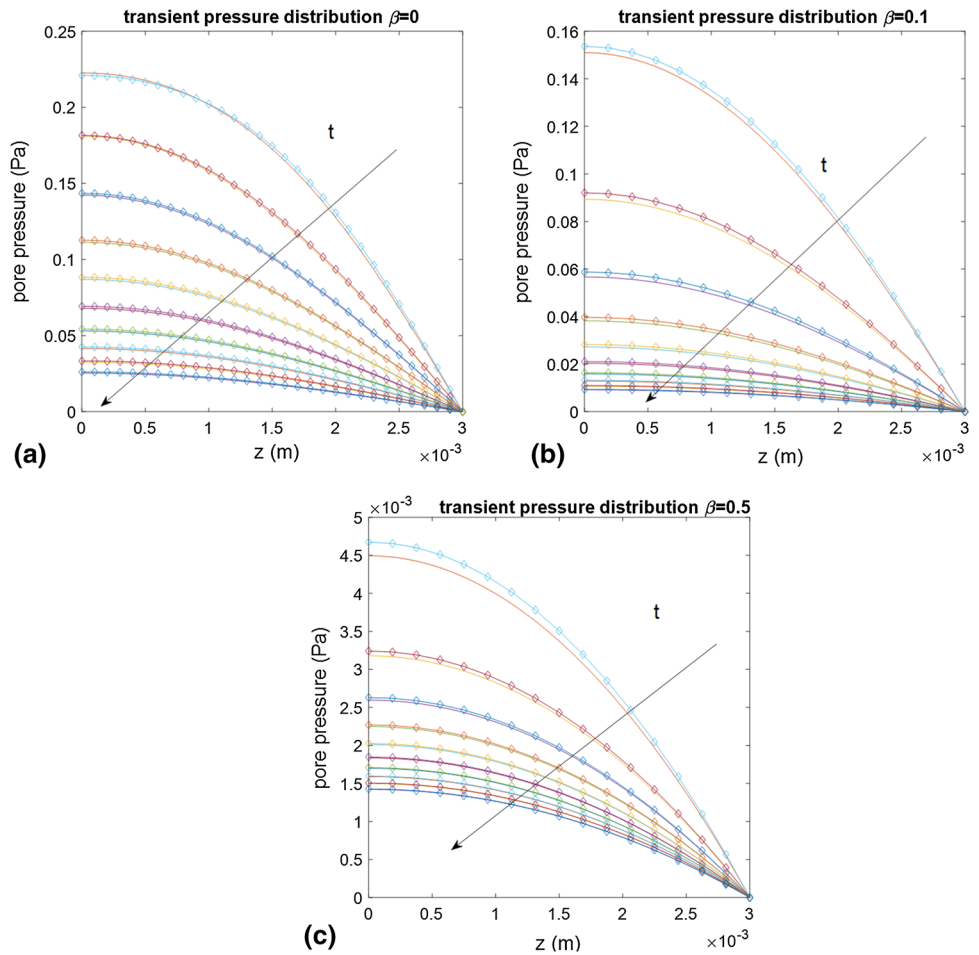 transient pressure distribution β=0
0.25
0.2
0.15
0.1
0.05
0
pore pressure (Pa)
t
0 0.5 1 1.5 2 2.5 3
z (m)
×10⁻³
(a)
transient pressure distribution β=0.1
0.16
0.14
0.12
0.1
0.08
0.06
0.04
0.02
0
pore pressure (Pa)
t
0 0.5 1 1.5 2 2.5 3
z (m)
×10⁻³
(b)
transient pressure distribution β=0.5
×10⁻³
5
4.5
4
3.5
3
2.5
2
1.5
1
0.5
0
pore pressure (Pa)
t
0 0.5 1 1.5 2 2.5 3
z (m)
×10⁻³
(c)